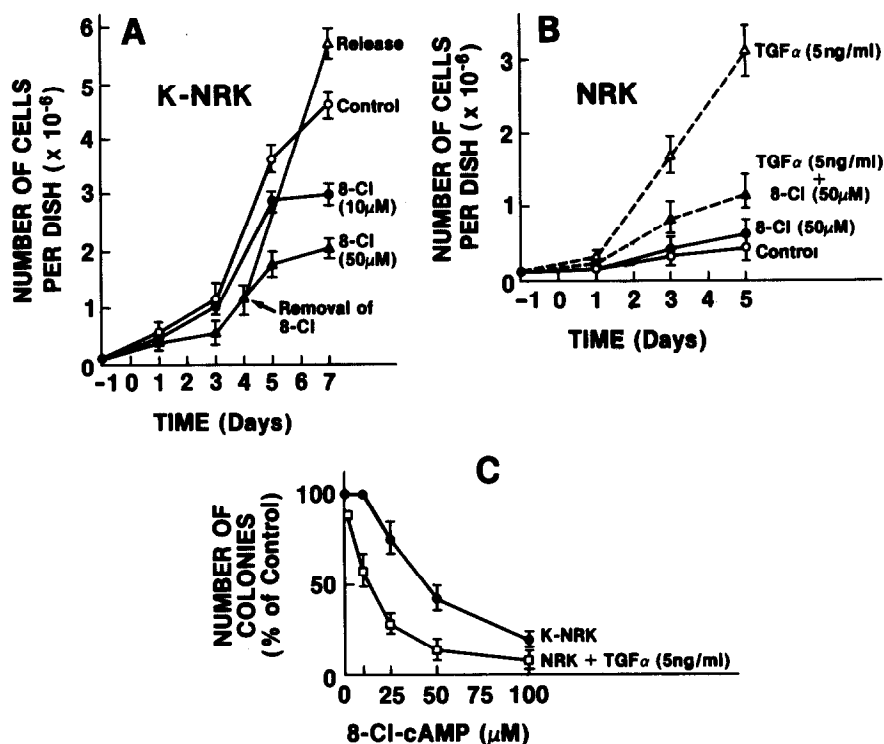 A
K-NRK
NUMBER OF CELLS
PER DISH (x 10⁻⁶)
6
5
4
3
2
1
0
Release
Control
8-Cl
(10μM)
8-Cl
(50μM)
Removal of
8-Cl
-1 0 1 2 3 4 5 6 7
TIME (Days)
B
NRK
NUMBER OF CELLS
PER DISH (x 10⁻⁶)
3
2
1
0
TGFα (5ng/ml)
TGFα (5ng/ml)
+
8-Cl (50μM)
8-Cl (50μM)
Control
-1 0 1 2 3 4 5
TIME (Days)
C
NUMBER OF
COLONIES
(% of Control)
100
50
0
K-NRK
NRK + TGFα (5ng/ml)
0 25 50 75 100
8-Cl-cAMP (μM)